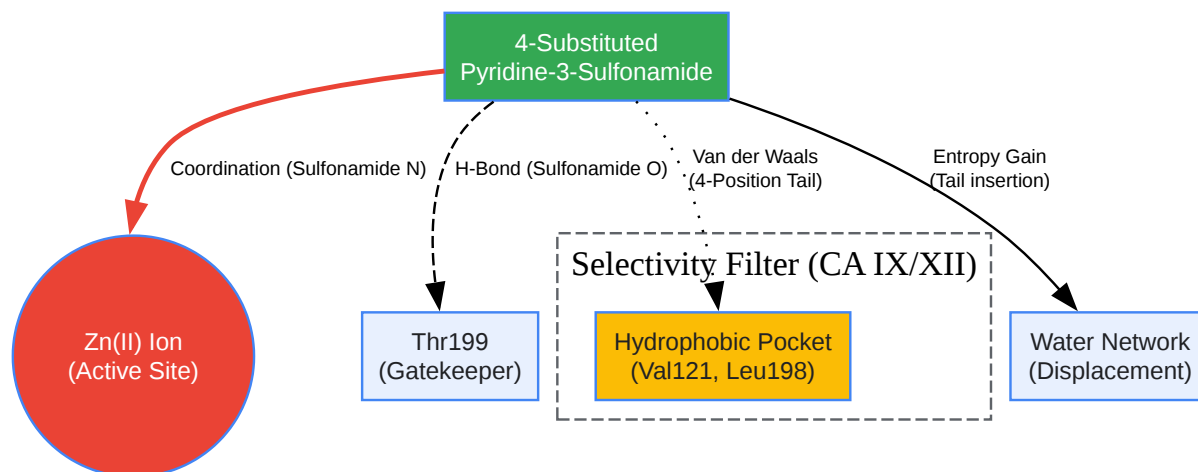 4-Substituted
Pyridine-3-Sulfonamide
Coordination (Sulfonamide N)
H-Bond (Sulfonamide O)
Van der Waals
(4-Position Tail)
Entropy Gain
(Tail insertion)
Selectivity Filter (CA IX/XII)
Zn(II) Ion
(Active Site)
Thr199
(Gatekeeper)
Hydrophobic Pocket
(Val121, Leu198)
Water Network
(Displacement)